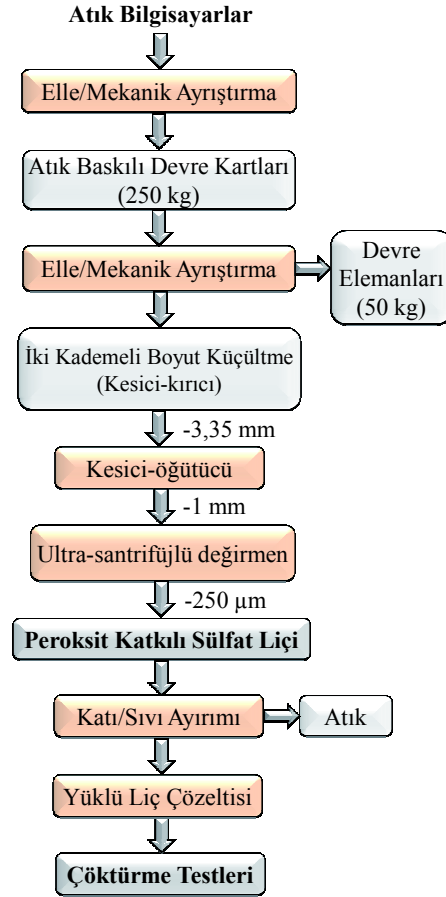 Atık Bilgisayarlar
Elle/Mekanik Ayrıştırma
Atık Baskılı Devre Kartları
(250 kg)
Elle/Mekanik Ayrıştırma
Devre
Elemanları
(50 kg)
İki Kademeli Boyut Küçültme
(Kesici-kırıcı)
-3,35 mm
Kesici-öğütücü
-1 mm
Ultra-santrifüjlü değirmen
-250 µm
Peroksit Katkılı Sülfat Liçi
Katı/Sıvı Ayırımı
Atık
Yüklü Liç Çözeltisi
Çöktürme Testleri